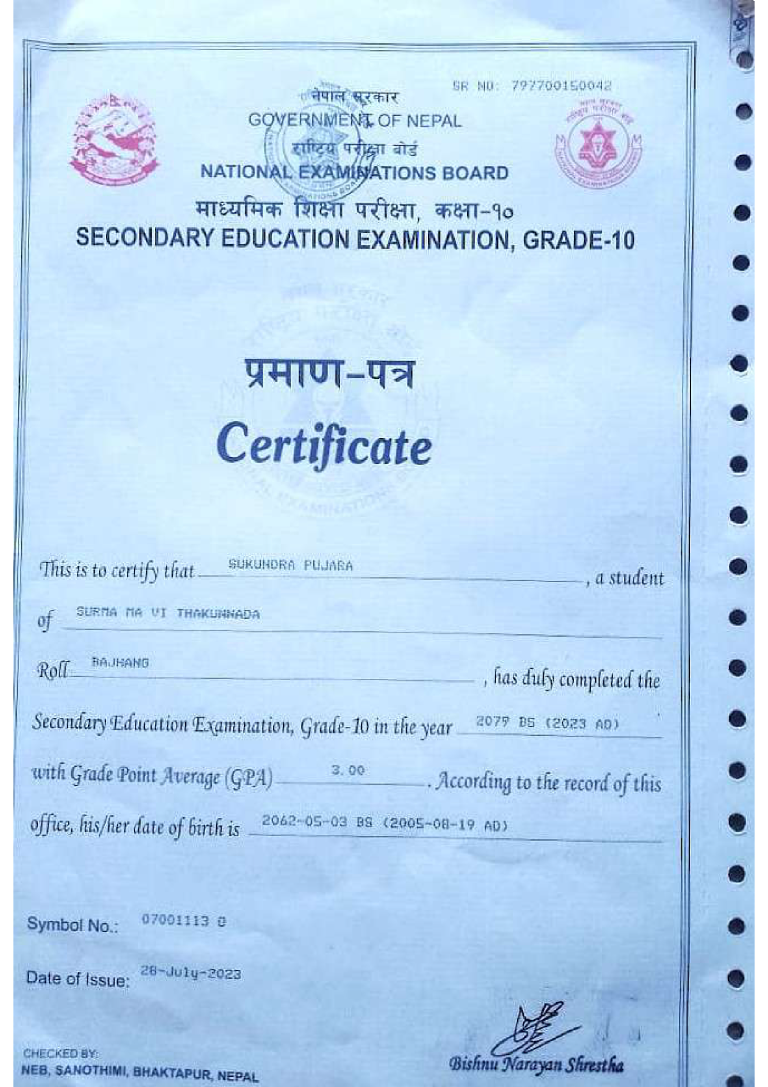 SR NO: 797700150042
नेपाल सरकार
GOVERNMENT OF NEPAL
राष्ट्रिय परीक्षा बोर्ड
NATIONAL EXAMINATIONS BOARD
माध्यमिक शिक्षा परीक्षा, कक्षा-१०
SECONDARY EDUCATION EXAMINATION, GRADE-10
प्रमाण-पत्र
Certificate
This is to certify that SUKUNDRA PUJARA, a student
of SURMA MA VI THAKUNNADA
Roll BAJHANG, has duly completed the
Secondary Education Examination, Grade-10 in the year 2079 BS (2023 AD)
with Grade Point Average (GPA) 3.00. According to the record of this
office, his/her date of birth is 2062-05-03 BS (2005-08-19 AD)
Symbol No.: 07001113
Date of Issue: 28-July-2023
CHECKED BY:
NEB, SANOTHIMI, BHAKTAPUR, NEPAL
Bishnu Narayan Shrestha